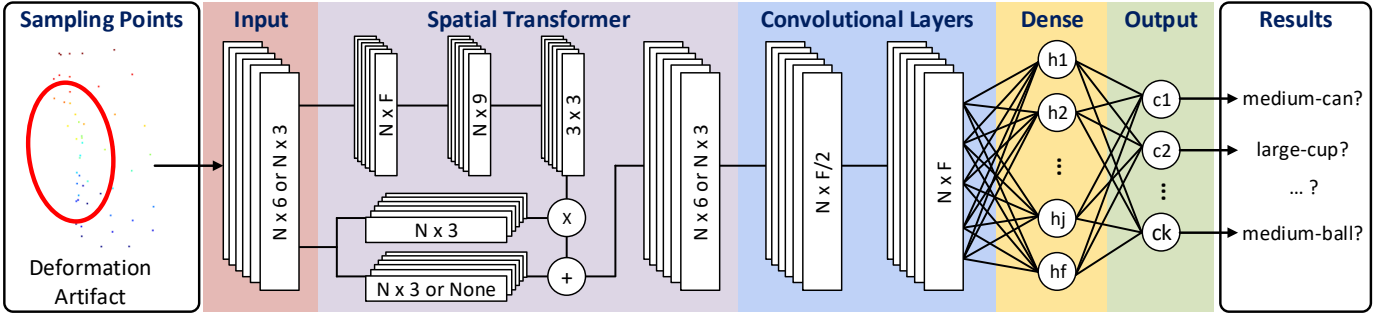 Sampling Points
Deformation
Artifact
Input
N x 6 or N x 3
Spatial Transformer
N x F
N x 9
3 x 3
N x 3
x
N x 3 or None
+
N x 6 or N x 3
Convolutional Layers
N x F/2
N x F
Dense
h1
h2
...
hj
hf
Output
c1
c2
...
ck
Results
medium-can?
large-cup?
... ?
medium-ball?